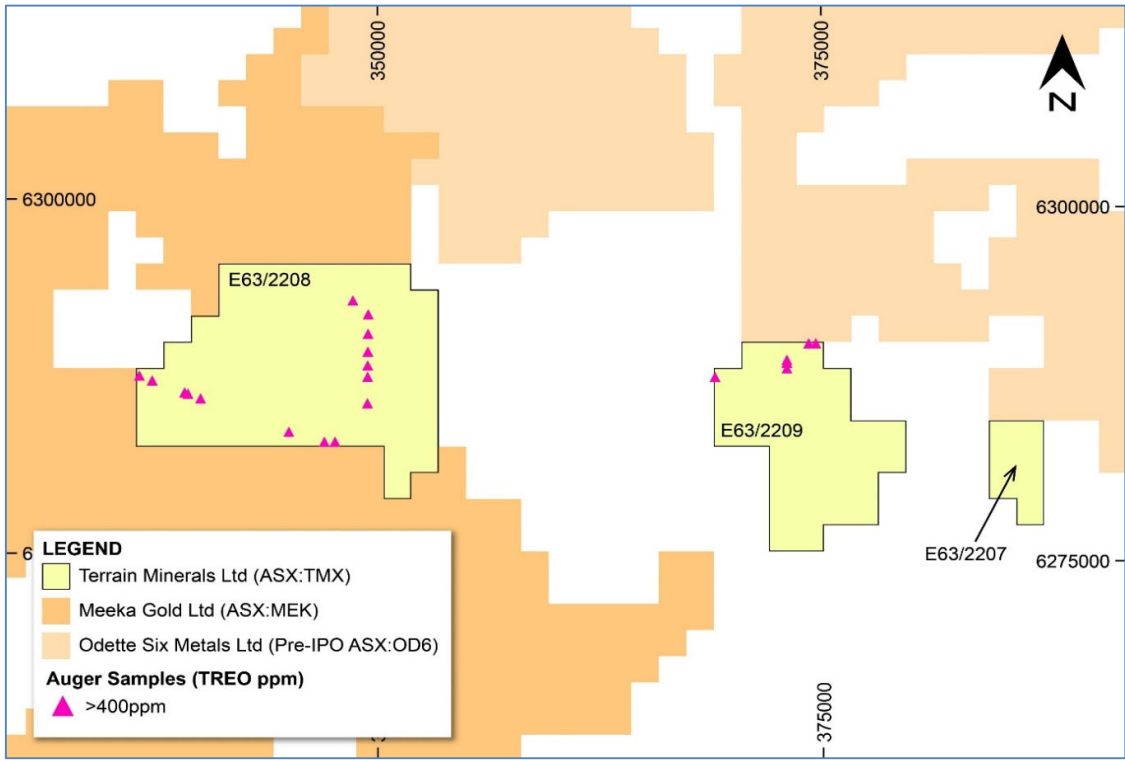 350000
375000
N
6300000
6300000
E63/2208
E63/2209
E63/2207
6275000
LEGEND
Terrain Minerals Ltd (ASX:TMX)
Meeka Gold Ltd (ASX:MEK)
Odette Six Metals Ltd (Pre-IPO ASX:OD6)
Auger Samples (TREO ppm)
>400ppm
375000